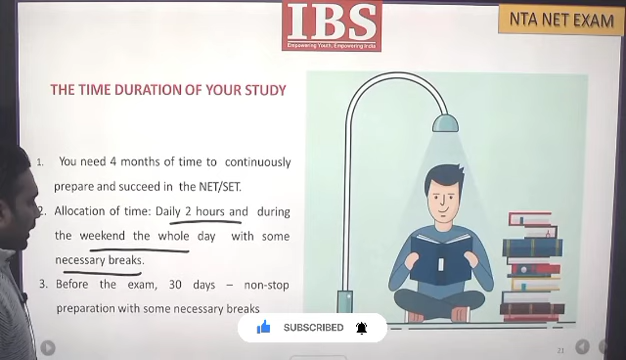 IBS
Empowering Youth, Empowering India
NTA NET EXAM
THE TIME DURATION OF YOUR STUDY
1. You need 4 months of time to continuously
prepare and succeed in the NET/SET.
2. Allocation of time: Daily 2 hours and during
the weekend the whole day with some
necessary breaks.
3. Before the exam, 30 days – non-stop
preparation with some necessary breaks
SUBSCRIBED
21